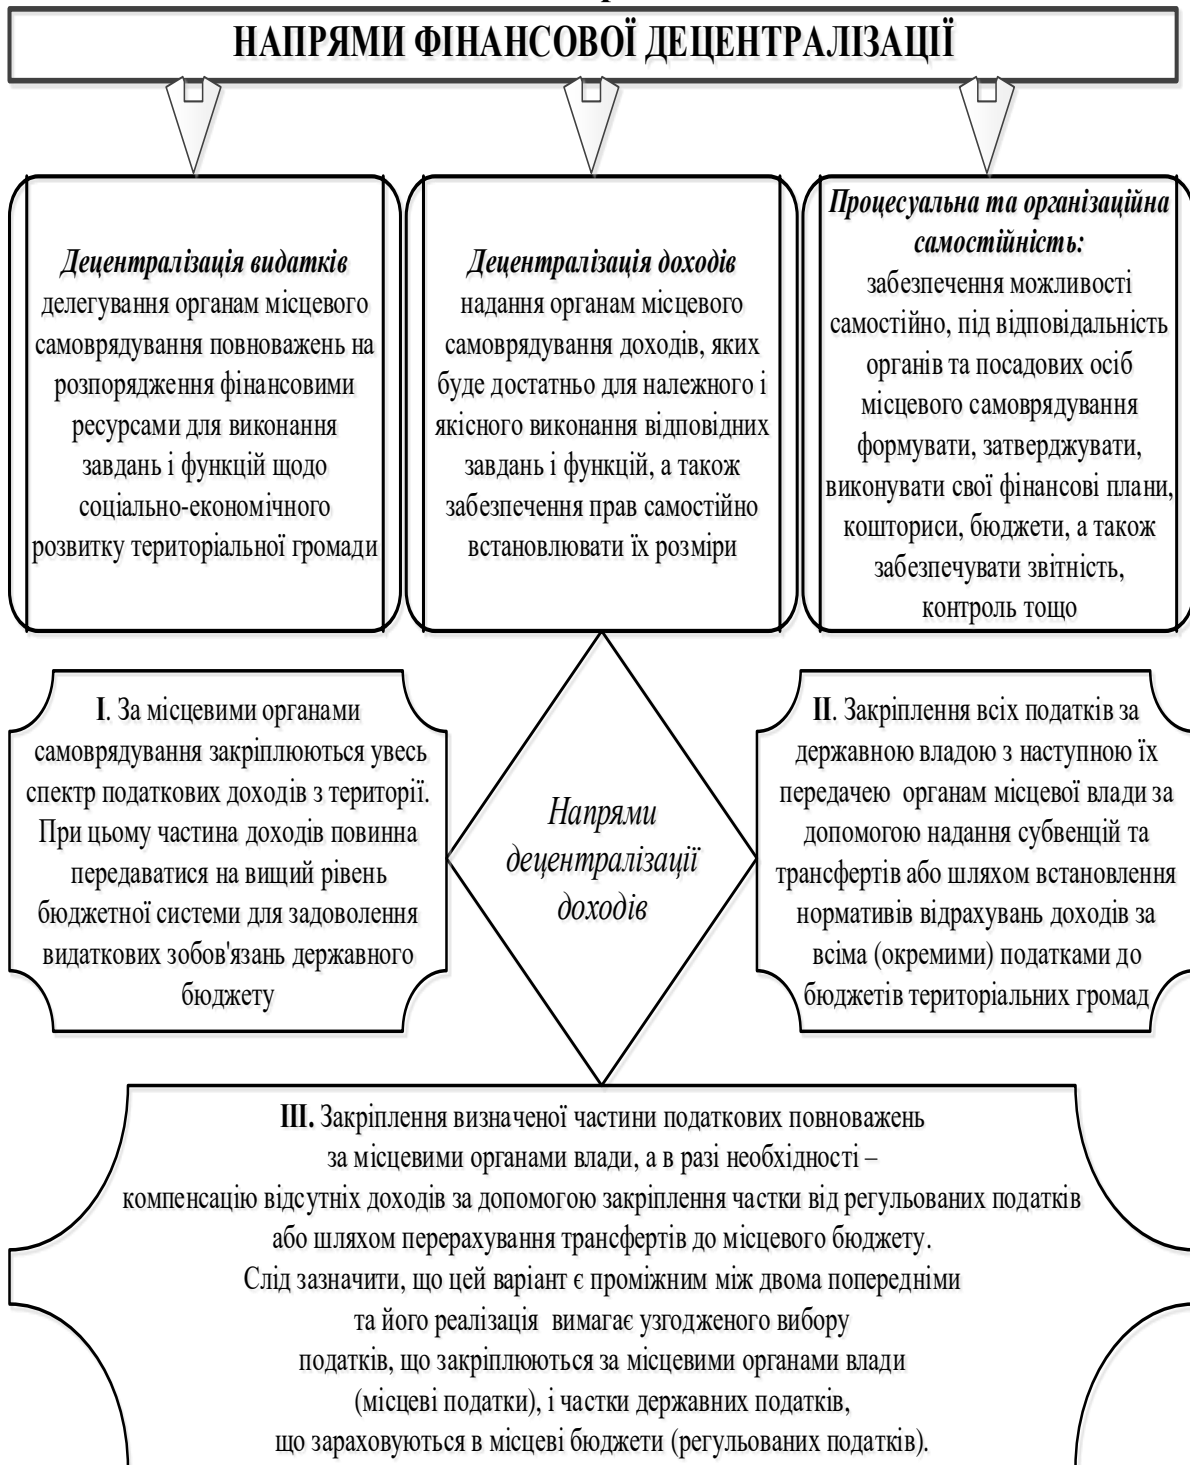 НАПРЯМИ ФІНАНСОВОЇ ДЕЦЕНТРАЛІЗАЦІЇ
Децентралізація видатків
делегування органам місцевого
самоврядування повноважень на
розпорядження фінансовими
ресурсами для виконання
завдань і функцій щодо
соціально-економічного
розвитку територіальної громади
Децентралізація доходів
надання органам місцевого
самоврядування доходів, яких
буде достатньо для належного і
якісного виконання відповідних
завдань і функцій, а також
забезпечення прав самостійно
встановлювати їх розміри
Процесуальна та організаційна
самостійність:
забезпечення можливості
самостійно, під відповідальність
органів та посадових осіб
місцевого самоврядування
формувати, затверджувати,
виконувати свої фінансові плани,
кошториси, бюджети, а також
забезпечувати звітність,
контроль тощо
I. За місцевими органами
самоврядування закріплюються увесь
спектр податкових доходів з території.
При цьому частина доходів повинна
передаватися на вищий рівень
бюджетної системи для задоволення
видаткових зобов'язань державного
бюджету
Напрями
децентралізації
доходів
II. Закріплення всіх податків за
державною владою з наступною їх
передачею органам місцевої влади за
допомогою надання субвенцій та
трансфертів або шляхом встановлення
нормативів відрахувань доходів за
всіма (окремими) податками до
бюджетів територіальних громад
III. Закріплення визначеної частини податкових повноважень
за місцевими органами влади, а в разі необхідності –
компенсацію відсутніх доходів за допомогою закріплення частки від регульованих податків
або шляхом перерахування трансфертів до місцевого бюджету.
Слід зазначити, що цей варіант є проміжним між двома попередніми
та його реалізація вимагає узгодженого вибору
податків, що закріплюються за місцевими органами влади
(місцеві податки), і частки державних податків,
що зараховуються в місцеві бюджети (регульованих податків).